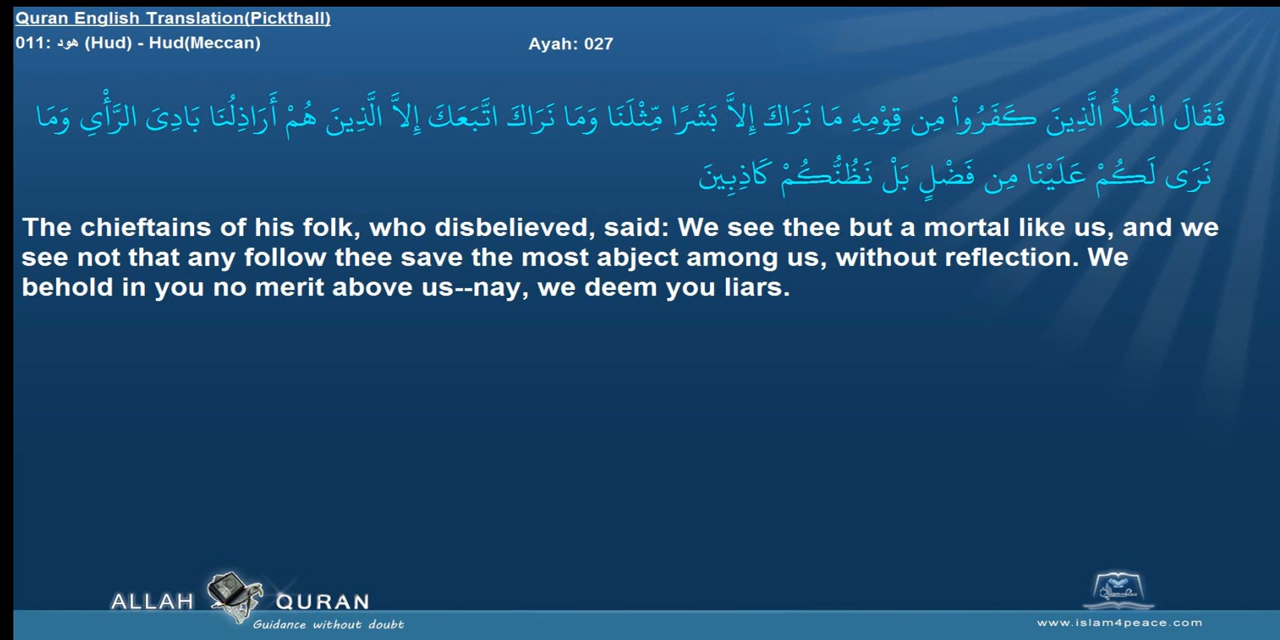 Quran English Translation(Pickthall)
011: هود (Hud) - Hud(Meccan)
Ayah: 027
فَقَالَ الْمَلأُ الَّذِينَ كَفَرُواْ مِن قِوْمِهِ مَا نَرَاكَ إِلاَّ بَشَرًا مِّثْلَنَا وَمَا نَرَاكَ اتَّبَعَكَ إِلاَّ الَّذِينَ هُمْ أَرَاذِلُنَا بَادِىَ الرَّأْيِ وَمَا
نَرَى لَكُمْ عَلَيْنَا مِن فَضْلٍ بَلْ نَظُنُّكُمْ كَاذِبِينَ
The chieftains of his folk, who disbelieved, said: We see thee but a mortal like us, and we
see not that any follow thee save the most abject among us, without reflection. We
behold in you no merit above us--nay, we deem you liars.
ALLAH QURAN
Guidance without doubt
www.islam4peace.com